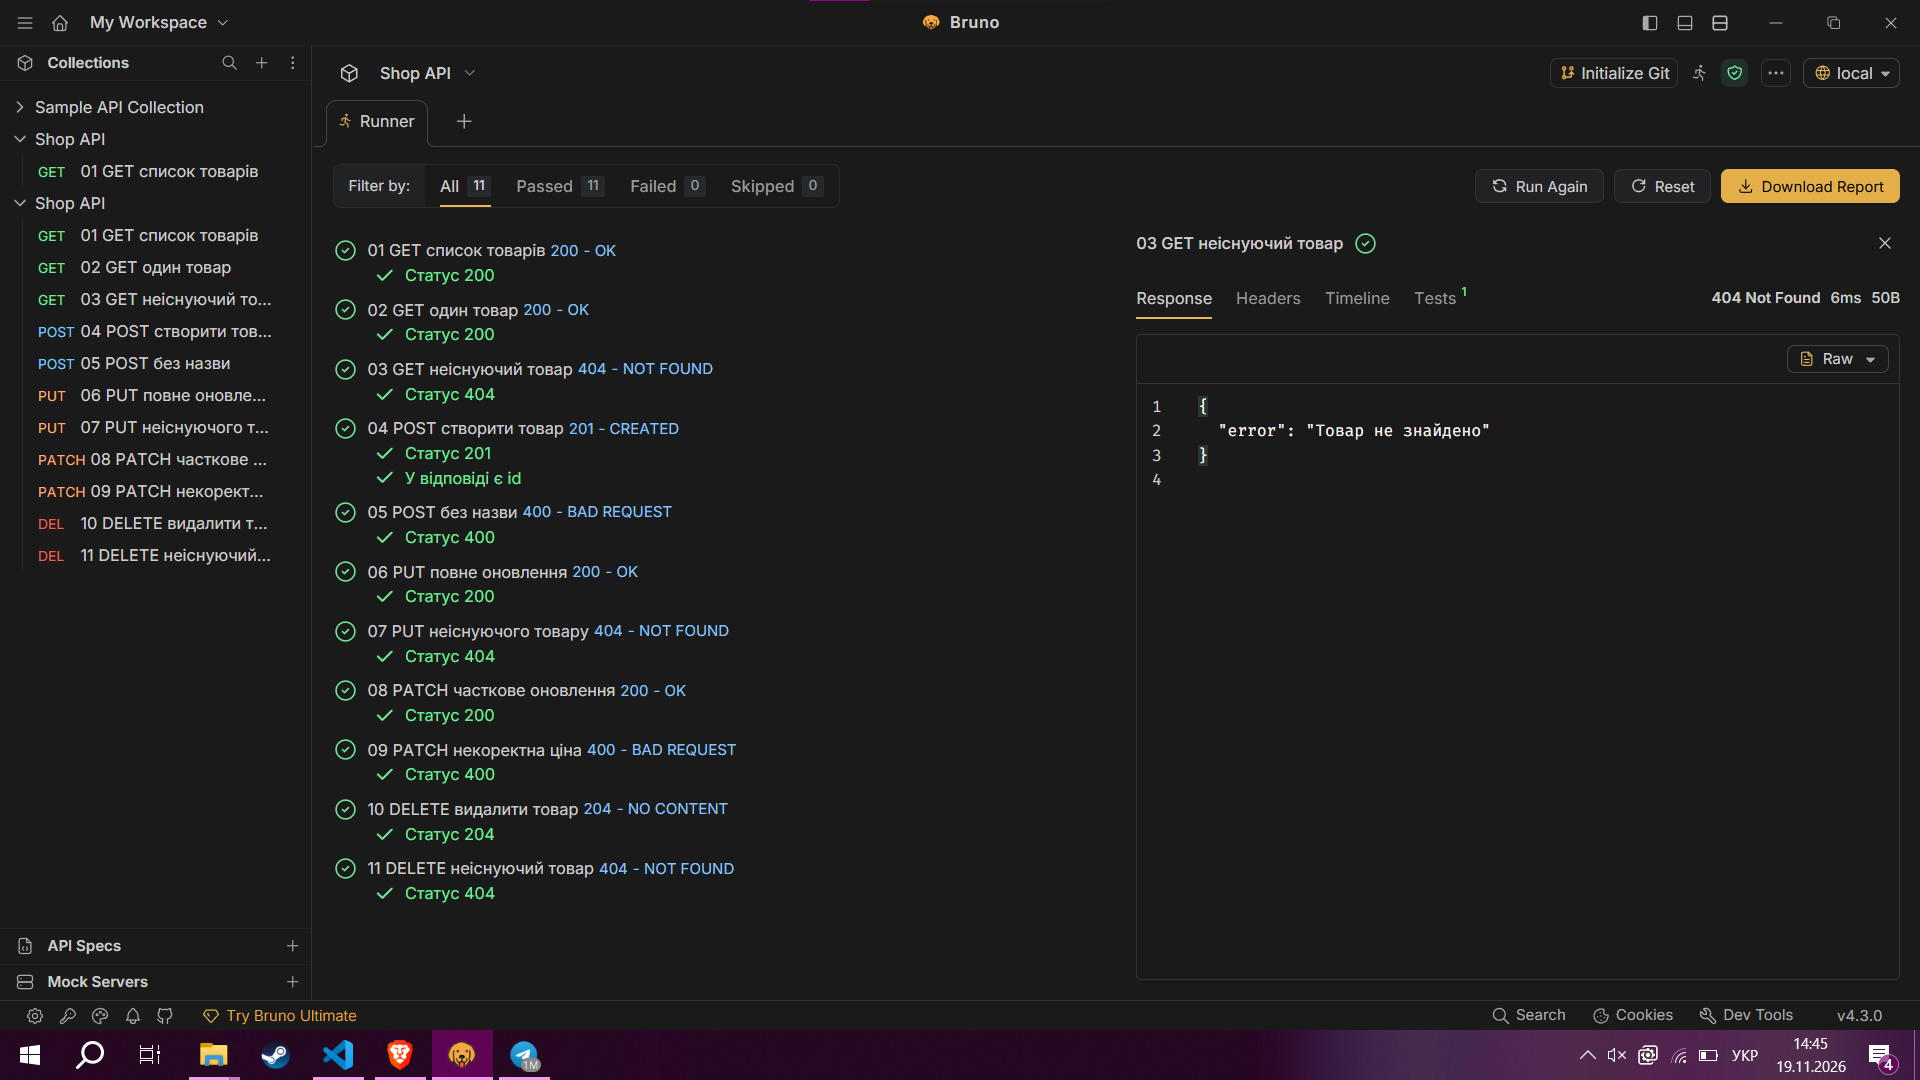 My Workspace
Bruno
Collections
Shop API
Initialize Git
local
Sample API Collection
Shop API
GET 01 GET список товарів
Shop API
GET 01 GET список товарів
GET 02 GET один товар
GET 03 GET неіснуючий то...
POST 04 POST створити тов...
POST 05 POST без назви
PUT 06 PUT повне оновле...
PUT 07 PUT неіснуючого т...
PATCH 08 PATCH часткове ...
PATCH 09 PATCH некорект...
DEL 10 DELETE видалити т...
DEL 11 DELETE неіснуючий...
API Specs
Mock Servers
Runner
Filter by: All 11 Passed 11 Failed 0 Skipped 0
Run Again Reset Download Report
01 GET список товарів 200 - OK
Статус 200
02 GET один товар 200 - OK
Статус 200
03 GET неіснуючий товар 404 - NOT FOUND
Статус 404
04 POST створити товар 201 - CREATED
Статус 201
У відповіді є id
05 POST без назви 400 - BAD REQUEST
Статус 400
06 PUT повне оновлення 200 - OK
Статус 200
07 PUT неіснуючого товару 404 - NOT FOUND
Статус 404
08 PATCH часткове оновлення 200 - OK
Статус 200
09 PATCH некоректна ціна 400 - BAD REQUEST
Статус 400
10 DELETE видалити товар 204 - NO CONTENT
Статус 204
11 DELETE неіснуючий товар 404 - NOT FOUND
Статус 404
03 GET неіснуючий товар
Response Headers Timeline Tests 1
404 Not Found 6ms 50B
Raw
1 {
2 "error": "Товар не знайдено"
3 }
4
Try Bruno Ultimate
Search Cookies Dev Tools v4.3.0
1M
УКР
14:45
19.11.2026
4